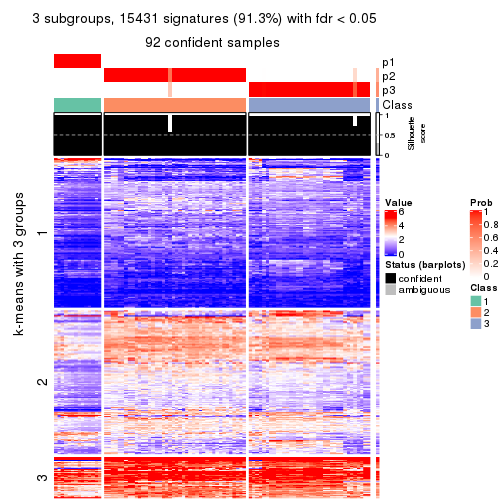 3 subgroups, 15431 signatures (91.3%) with fdr < 0.05
92 confident samples
p1
p2
p3
Class
1
0.5
0
Silhouette
score
k-means with 3 groups
1
2
3
Value
6
4
2
0
Status (barplots)
confident
ambiguous
Prob
1
0.8
0.6
0.4
0.2
0
Class
1
2
3